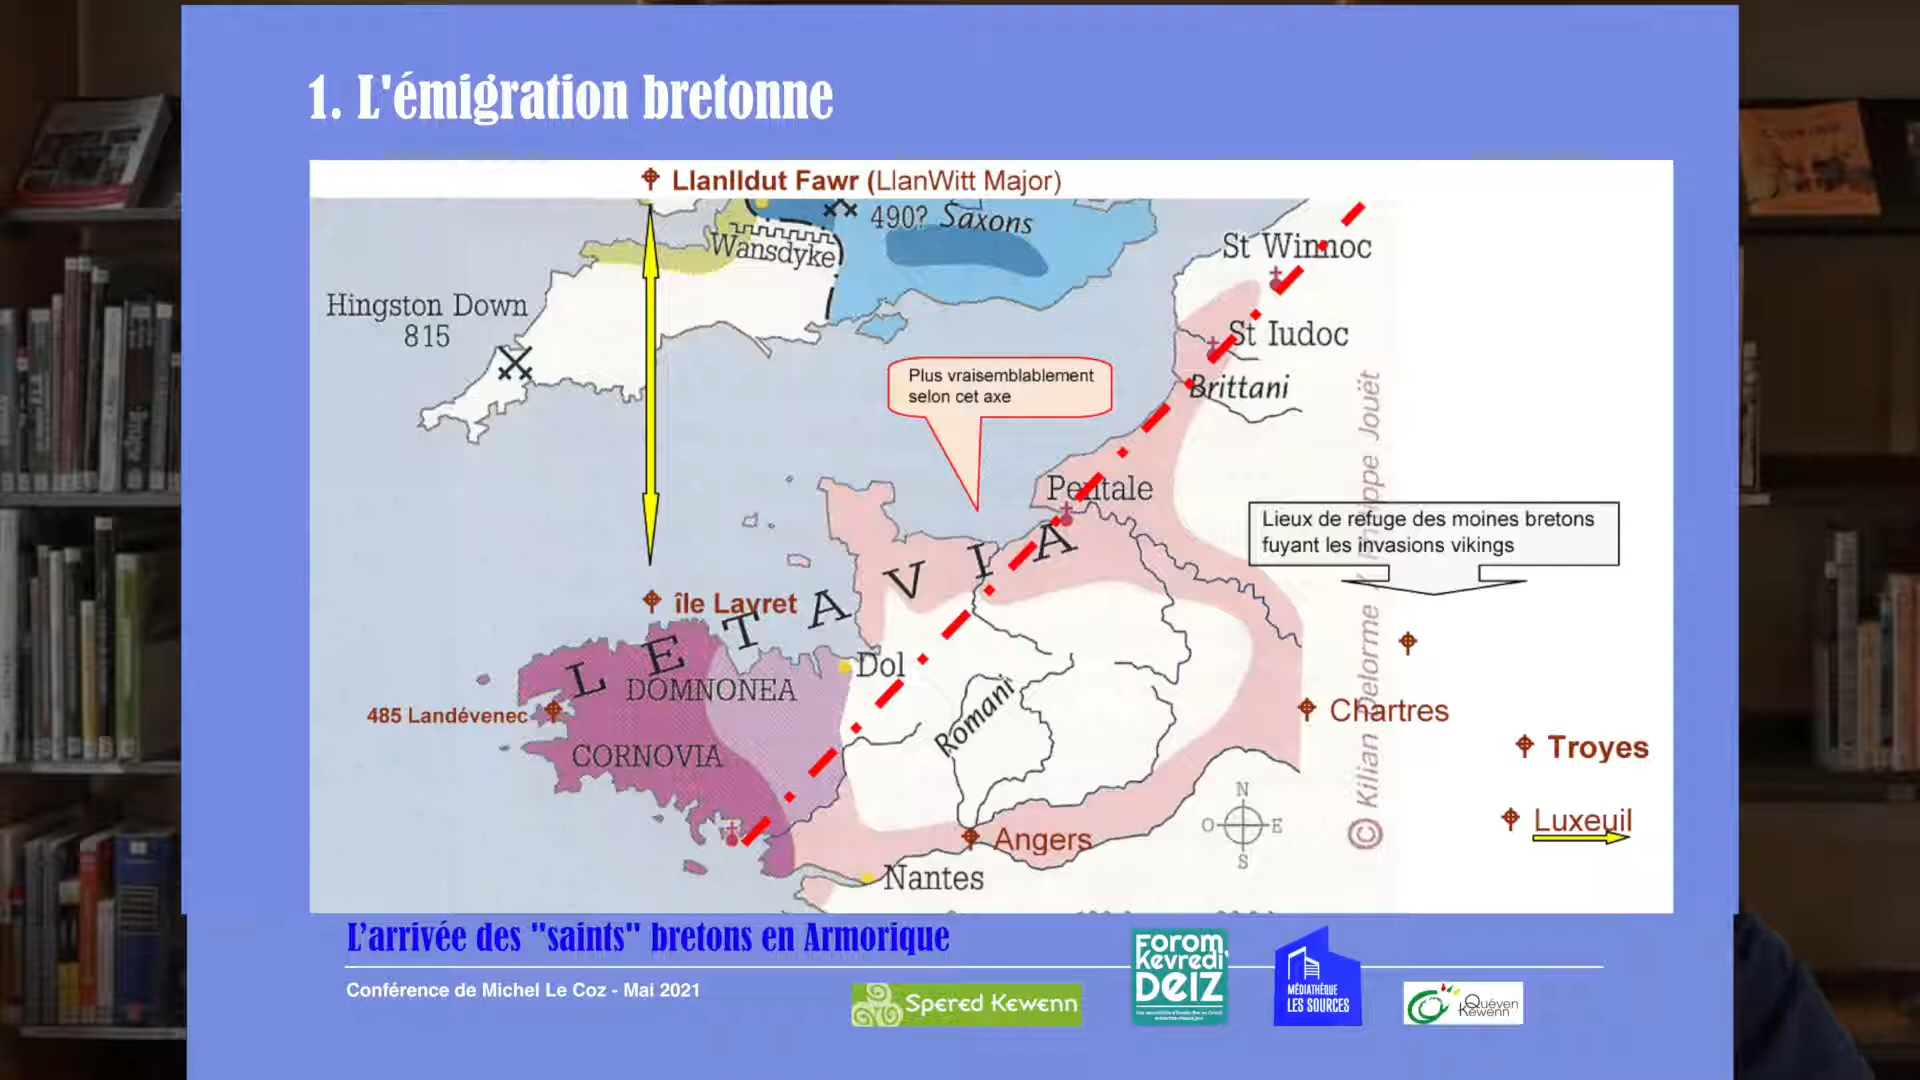 1. L'émigration bretonne
LlanIldut Fawr (LlanWitt Major)
490? Saxons
Wansdyke
St Winnoc
Hingston Down
815
St Iudoc
Plus vraisemblablement
selon cet axe
Brittani
Pentale
Lieux de refuge des moines bretons
fuyant les invasions vikings
LETAVIA
île Lavret
Dol
DOMNONEA
485 Landévenec
Romani
Chartres
CORNOVIA
Troyes
N
O
E
S
Luxeuil
Angers
Nantes
© Kilian Delorme / Philippe Jouët
L'arrivée des "saints" bretons en Armorique
Conférence de Michel Le Coz - Mai 2021
Spered Kewenn
Forom
Kevredi
DEIZ
MÉDIATHÈQUE
LES SOURCES
Quéven
Kewenn